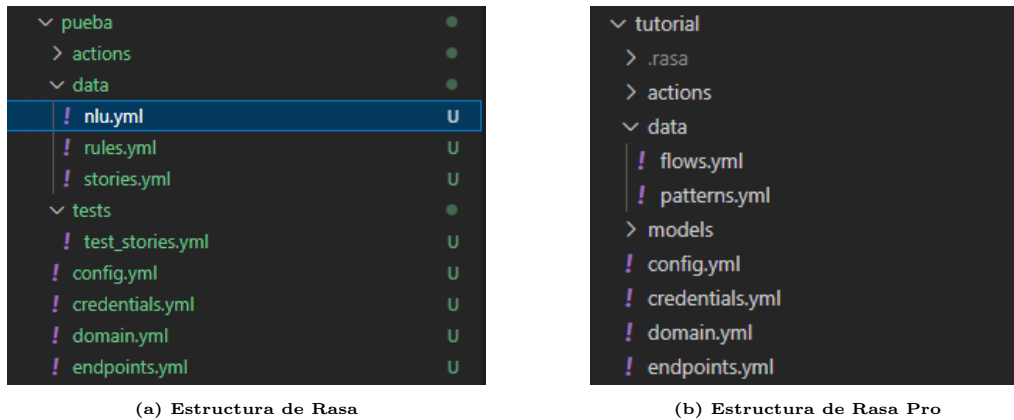 pueba
actions
data
! nlu.yml U
! rules.yml U
! stories.yml U
tests
! test_stories.yml U
! config.yml U
! credentials.yml U
! domain.yml U
! endpoints.yml U
(a) Estructura de Rasa
tutorial
.rasa
actions
data
! flows.yml
! patterns.yml
models
! config.yml
! credentials.yml
! domain.yml
! endpoints.yml
(b) Estructura de Rasa Pro